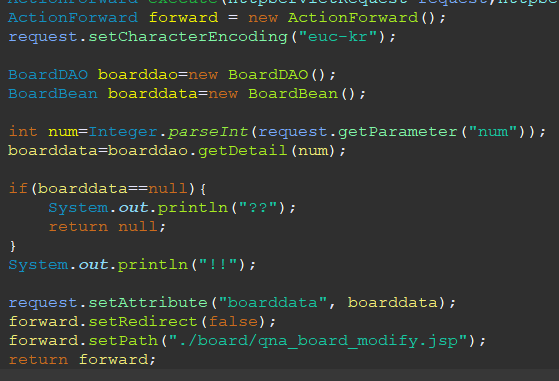 ActionForward execute(HttpServletRequest request,HttpSe
ActionForward forward = new ActionForward();
request.setCharacterEncoding("euc-kr");
BoardDAO boarddao=new BoardDAO();
BoardBean boarddata=new BoardBean();
int num=Integer.parseInt(request.getParameter("num"));
boarddata=boarddao.getDetail(num);
if(boarddata==null){
System.out.println("??");
return null;
}
System.out.println("!!");
request.setAttribute("boarddata", boarddata);
forward.setRedirect(false);
forward.setPath("./board/qna_board_modify.jsp");
return forward;